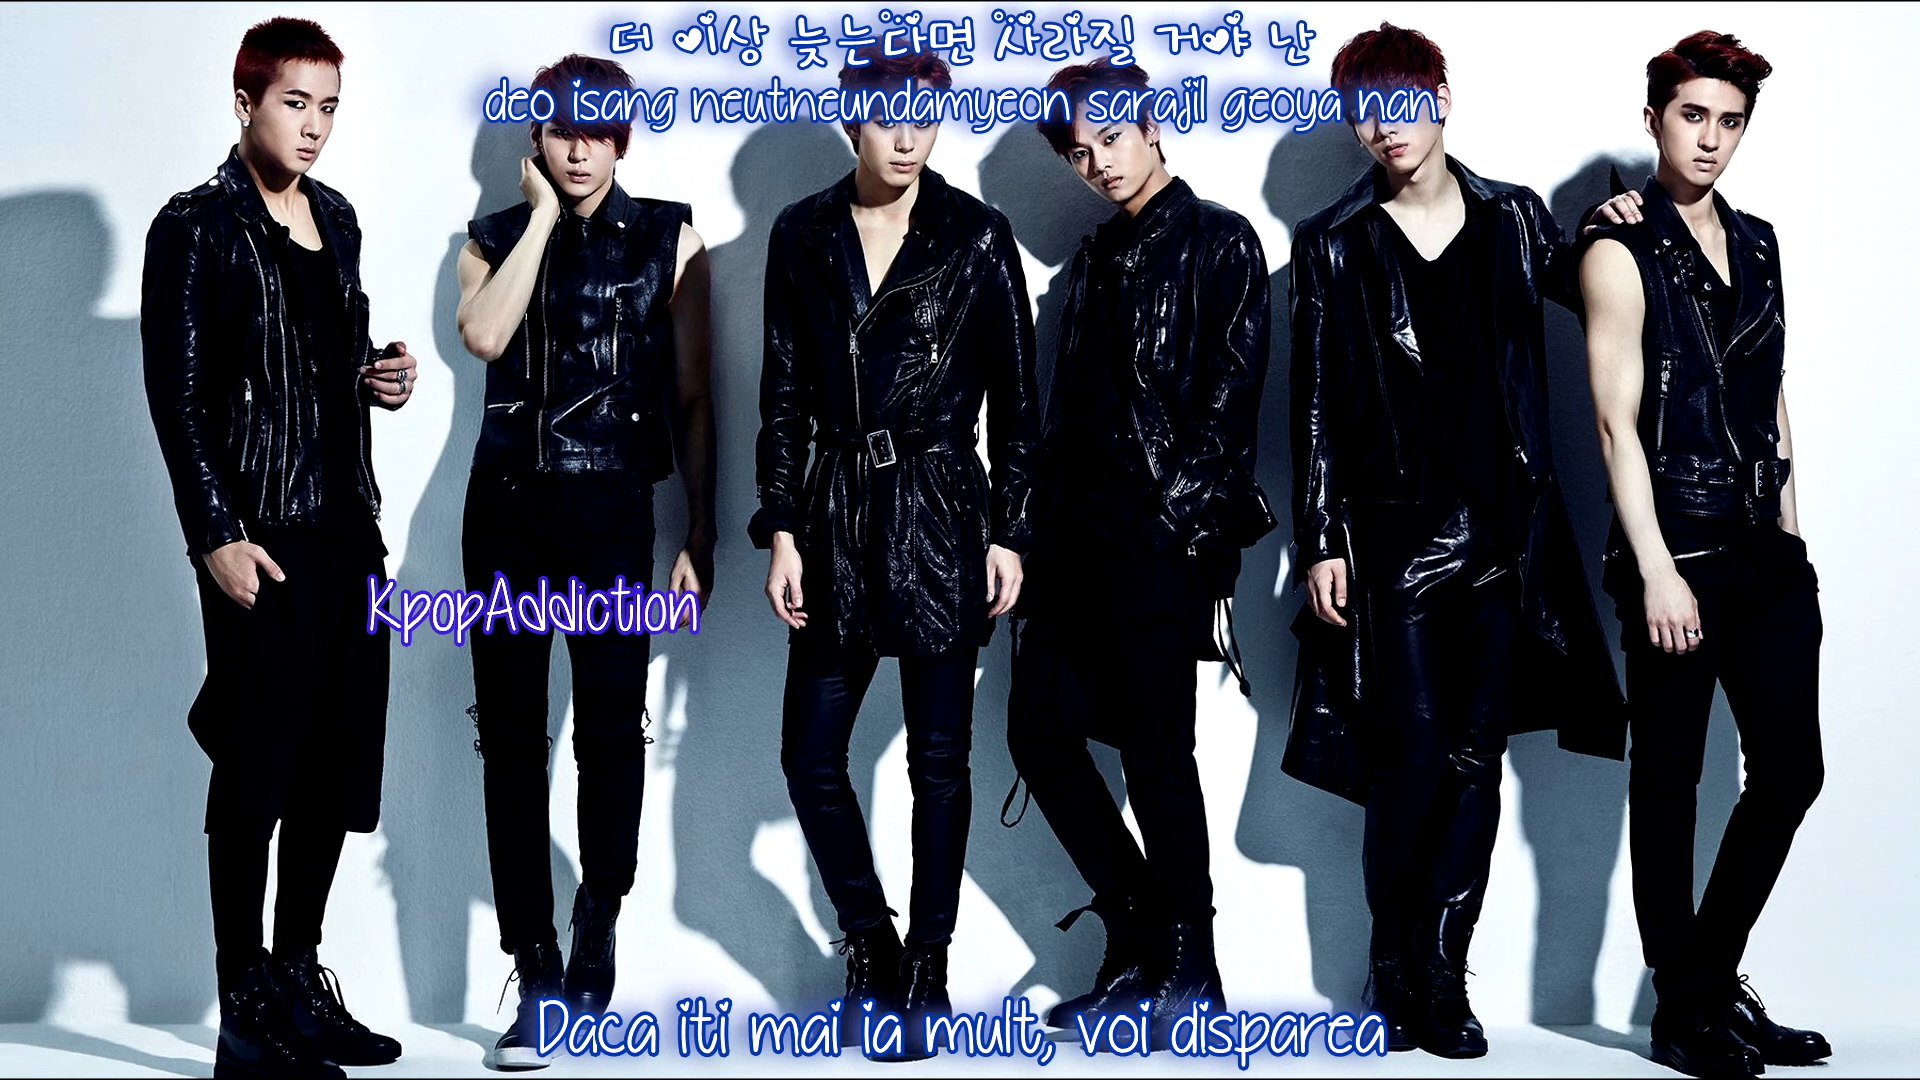 더 이상 늦는다면 사라질 거야 난
deo isang neutneundamyeon sarajil geoya nan
KpopAddiction
Daca iti mai ia mult, voi disparea